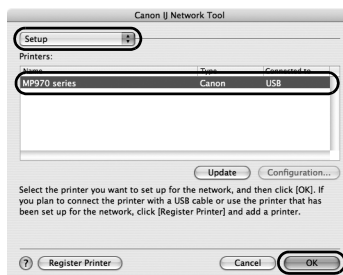 Canon IJ Network Tool
Setup
Printers:
Name Type Connected to
MP970 series Canon USB
Update Configuration...
Select the printer you want to set up for the network, and then click [OK]. If
you plan to connect the printer with a USB cable or use the printer that has
been set up for the network, click [Register Printer] and add a printer.
? Register Printer Cancel OK